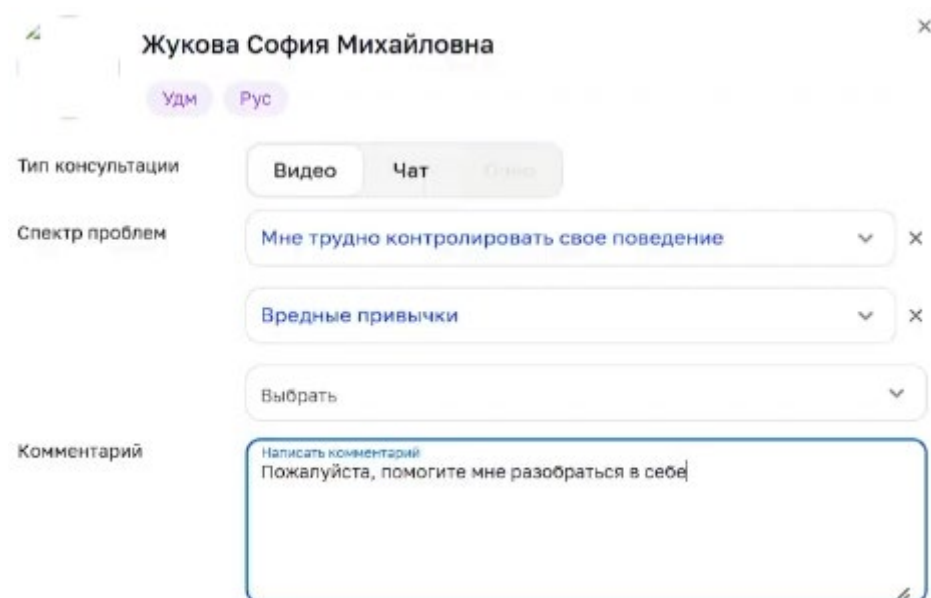 Жукова София Михайловна
Удм Рус
Тип консультации
Видео Чат
Спектр проблем
Мне трудно контролировать свое поведение
Вредные привычки
Выбрать
Комментарий
Написать комментарий
Пожалуйста, помогите мне разобраться в себе